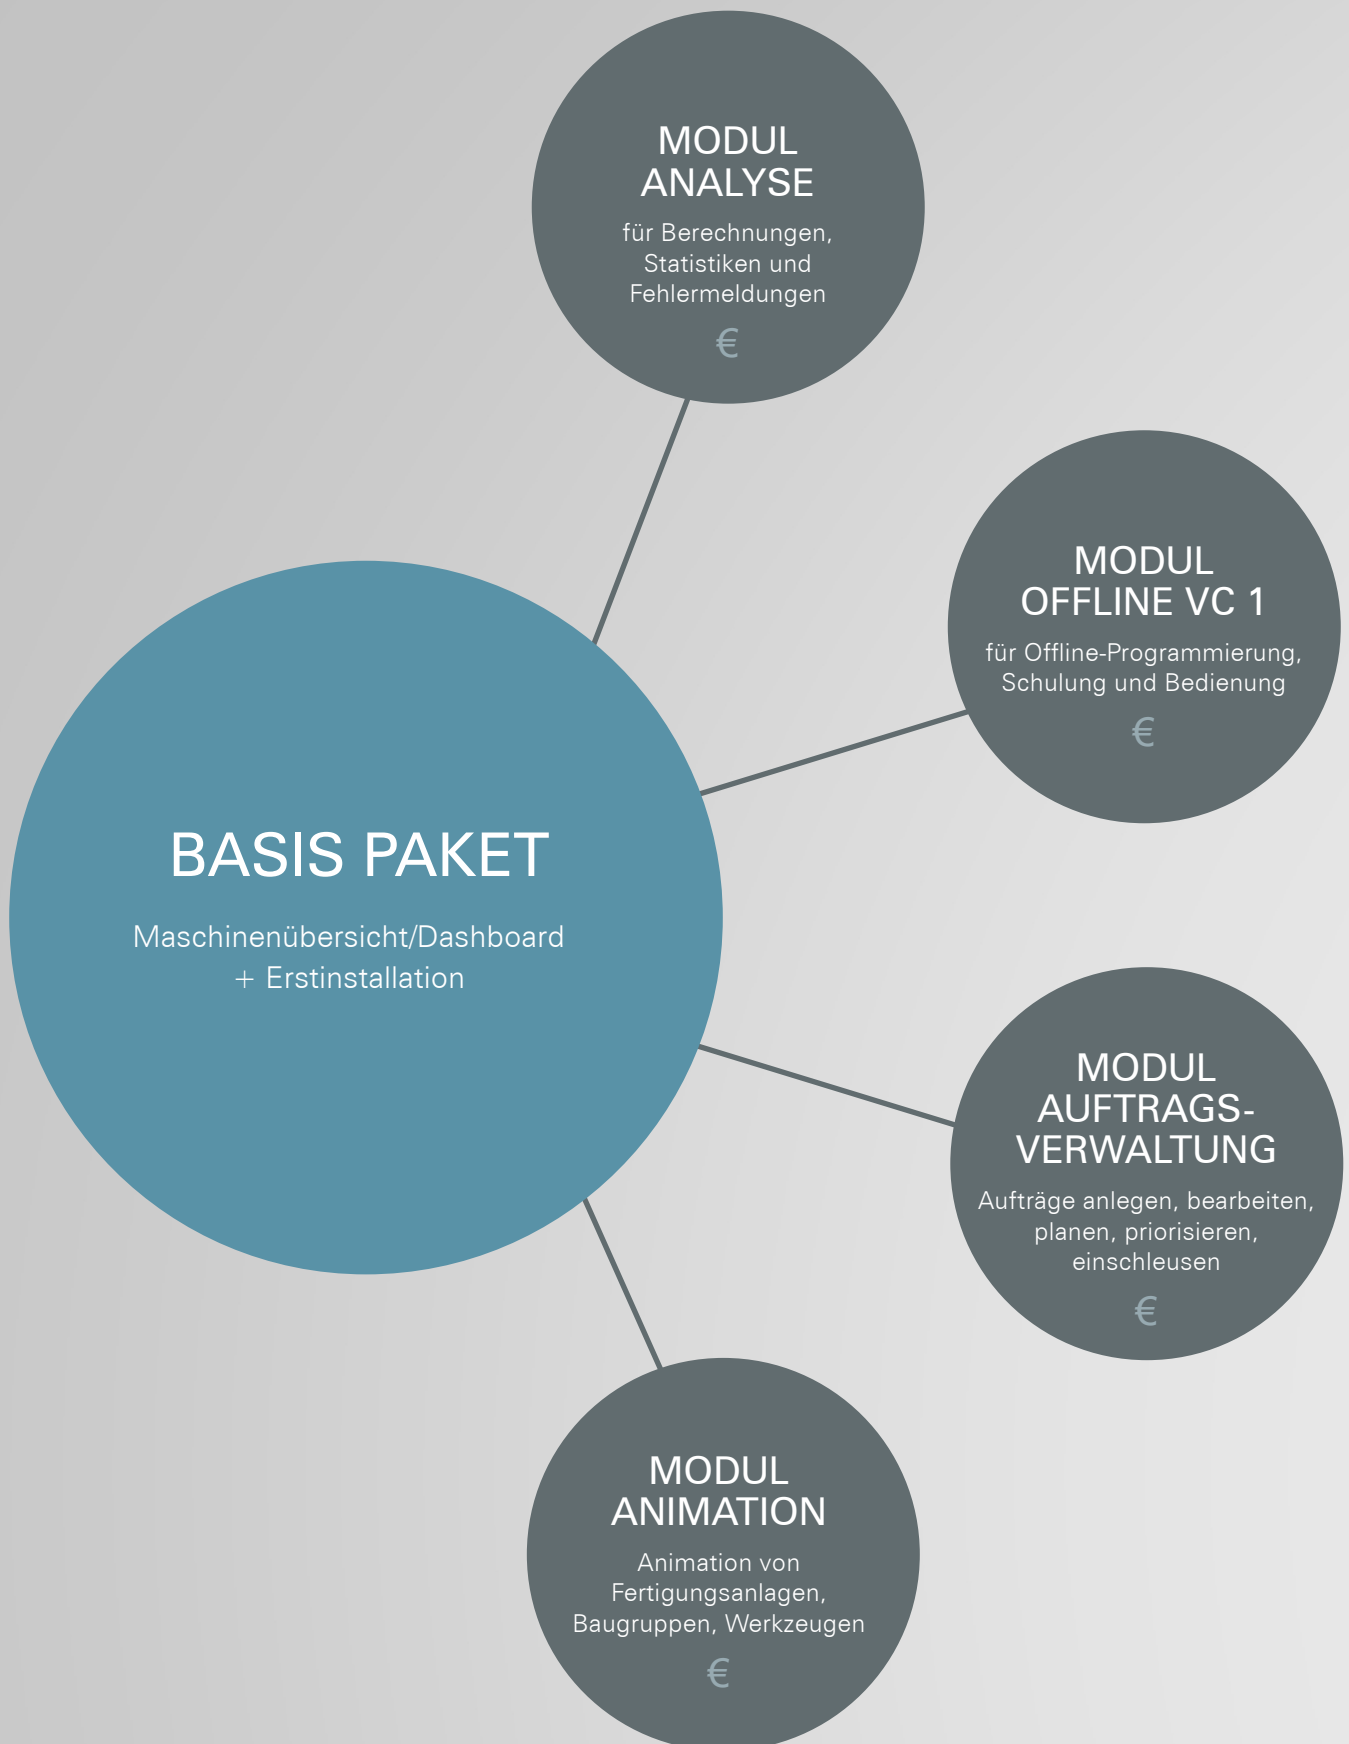 MODUL
ANALYSE
für Berechnungen,
Statistiken und
Fehlermeldungen
€
MODUL
OFFLINE VC 1
für Offline-Programmierung,
Schulung und Bedienung
€
BASIS PAKET
Maschinenübersicht/Dashboard
+ Erstinstallation
MODUL
AUFTRAGS-
VERWALTUNG
Aufträge anlegen, bearbeiten,
planen, priorisieren,
einschleusen
€
MODUL
ANIMATION
Animation von
Fertigungsanlagen,
Baugruppen, Werkzeugen
€